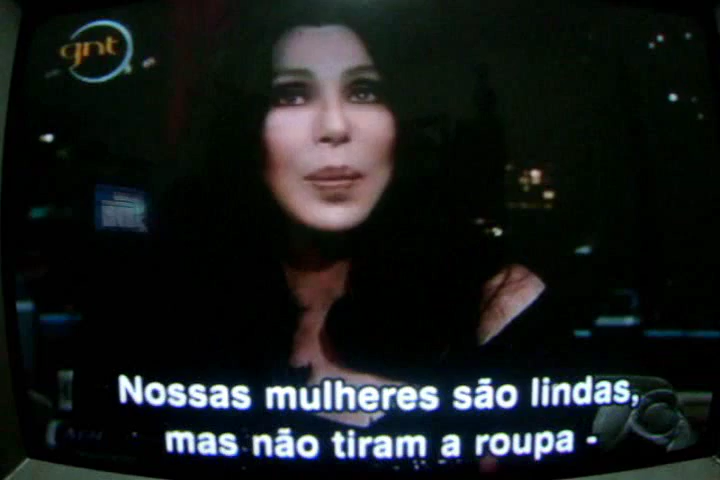 gnt
Nossas mulheres são lindas,
mas não tiram a roupa -